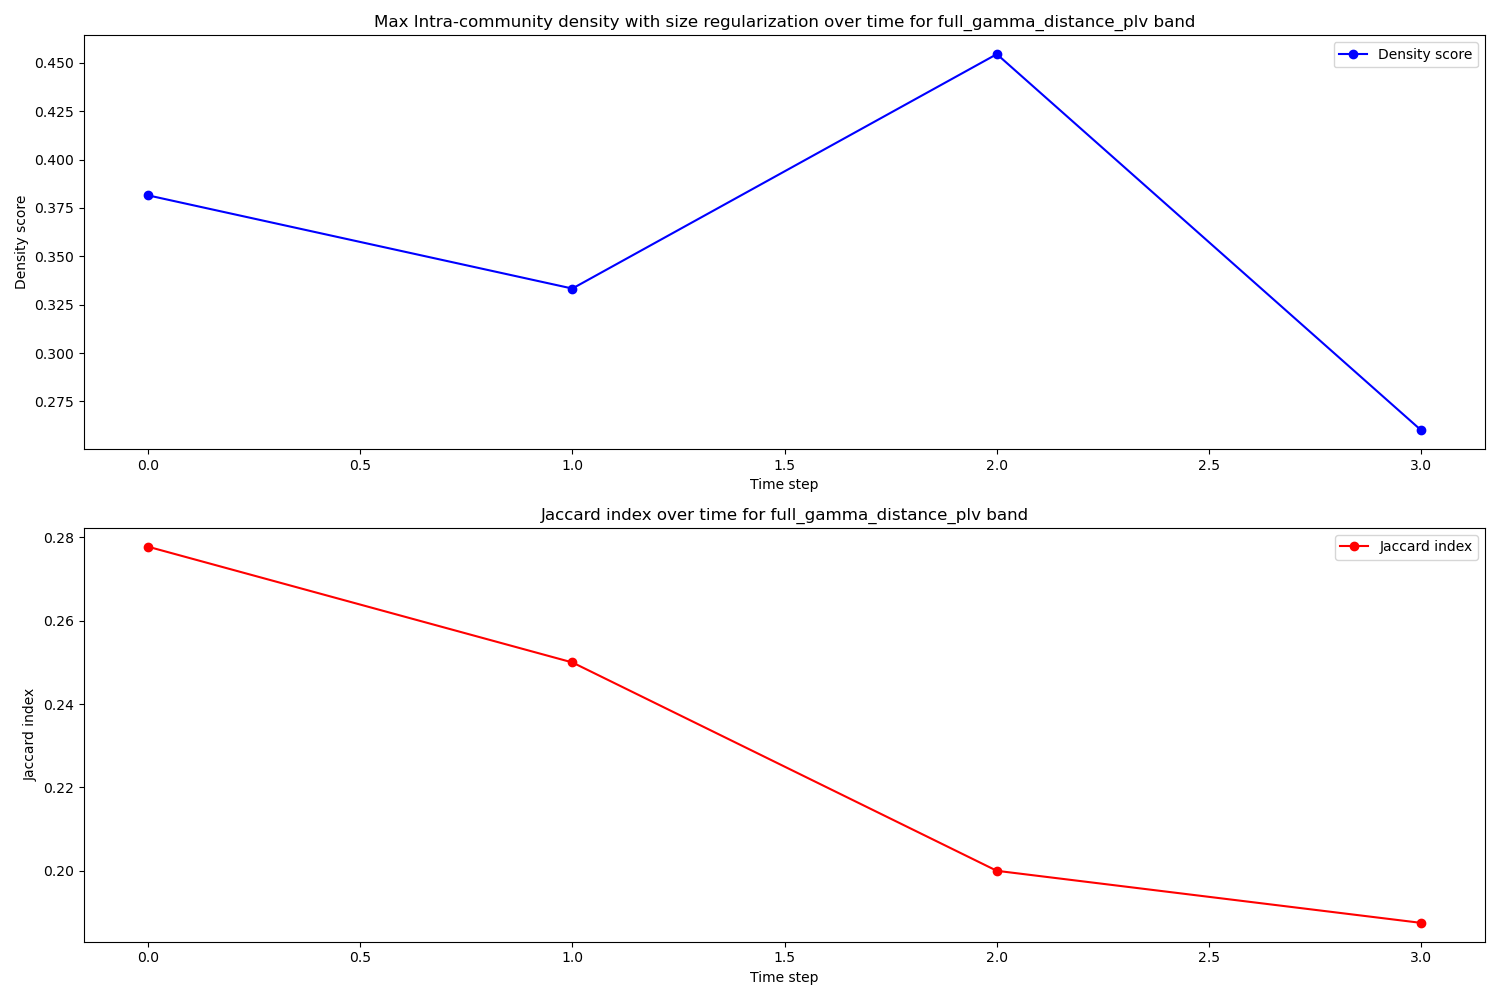 Max Intra-community density with size regularization over time for full_gamma_distance_plv band
Density score
0.450
0.425
0.400
0.375
0.350
0.325
0.300
0.275
Density score
0.0 0.5 1.0 1.5 2.0 2.5 3.0
Time step
Jaccard index over time for full_gamma_distance_plv band
Jaccard index
0.28
0.26
0.24
0.22
0.20
Jaccard index
0.0 0.5 1.0 1.5 2.0 2.5 3.0
Time step